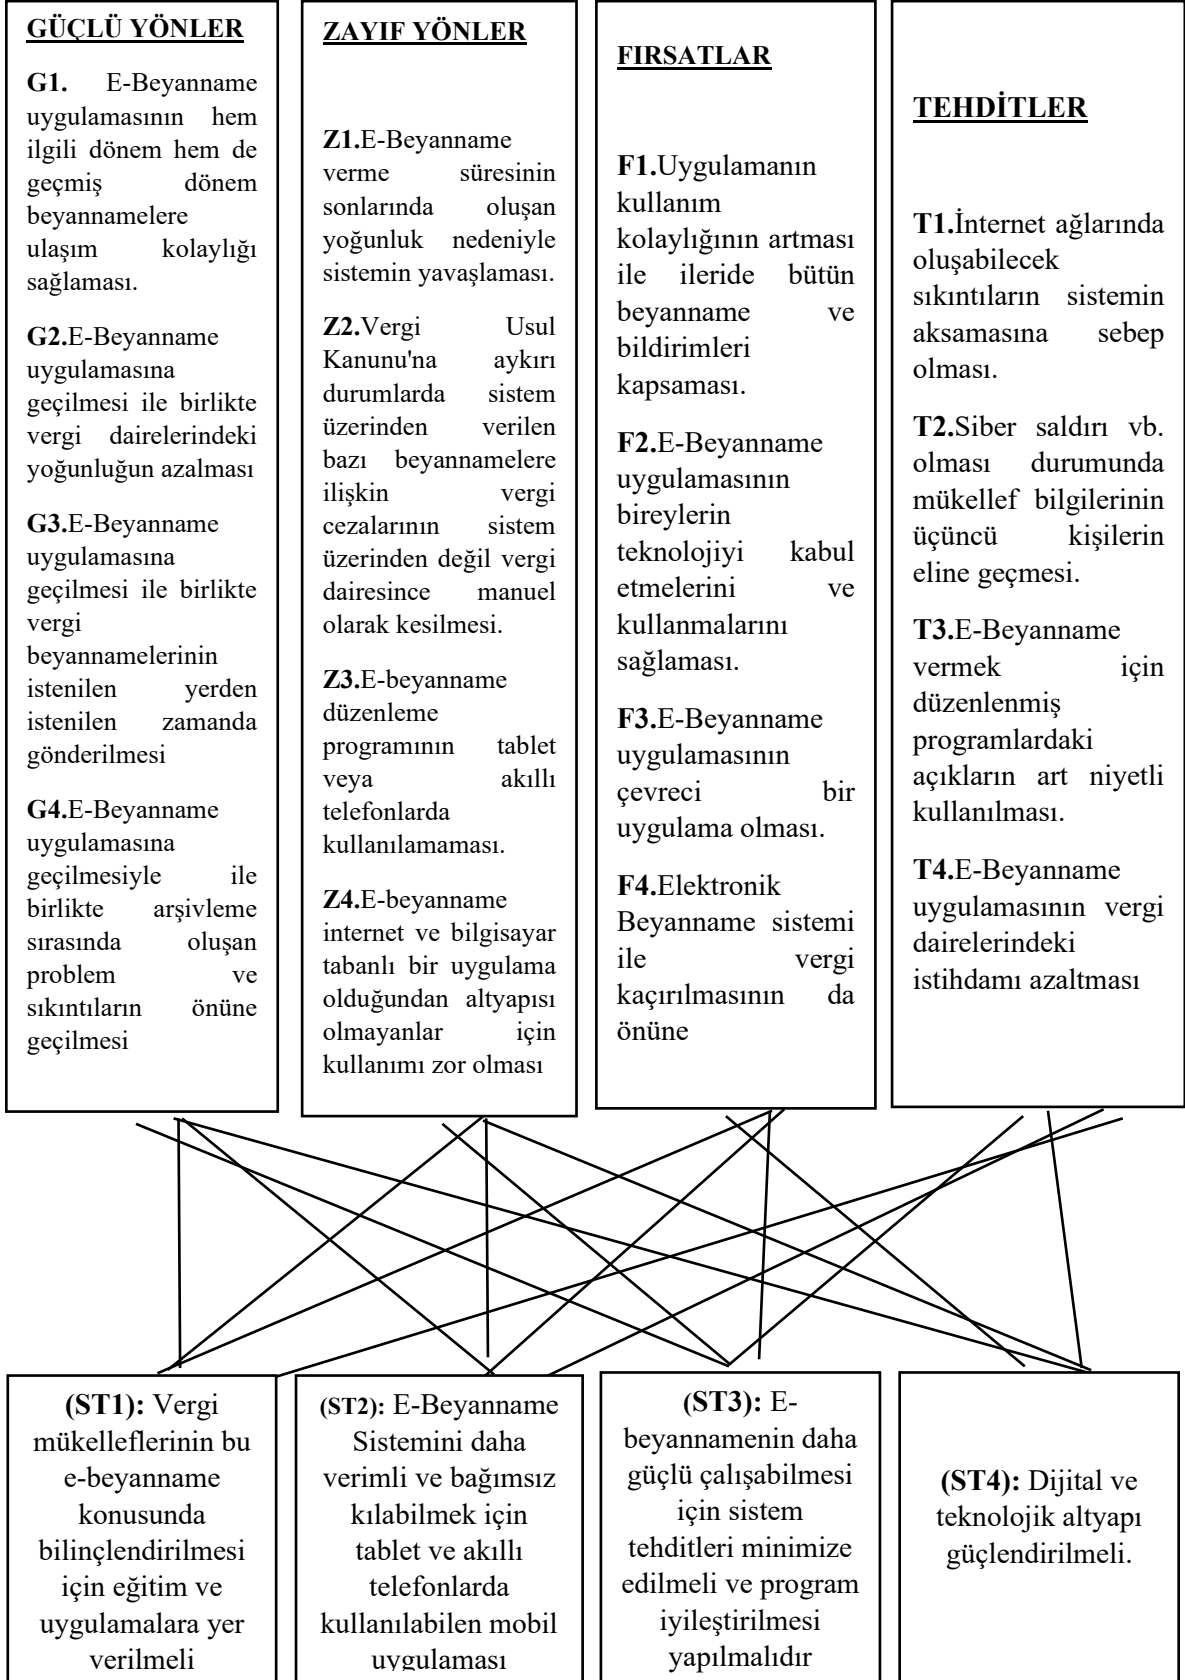 GÜÇLÜ YÖNLER
G1. E-Beyanname
uygulamasının hem
ilgili dönem hem de
geçmiş dönem
beyannamelere
ulaşım kolaylığı
sağlaması.
G2.E-Beyanname
uygulamasına
geçilmesi ile birlikte
vergi dairelerindeki
yoğunluğun azalması
G3.E-Beyanname
uygulamasına
geçilmesi ile birlikte
vergi
beyannamelerinin
istenilen yerden
istenilen zamanda
gönderilmesi
G4.E-Beyanname
uygulamasına
geçilmesiyle ile
birlikte arşivleme
sırasında oluşan
problem ve
sıkıntıların önüne
geçilmesi
ZAYIF YÖNLER
Z1.E-Beyanname
verme süresinin
sonlarında oluşan
yoğunluk nedeniyle
sistemin yavaşlaması.
Z2.Vergi Usul
Kanunu'na aykırı
durumlarda sistem
üzerinden verilen
bazı beyannamelere
ilişkin vergi
cezalarının sistem
üzerinden değil vergi
dairesince manuel
olarak kesilmesi.
Z3.E-beyanname
düzenleme
programının tablet
veya akıllı
telefonlarda
kullanılamaması.
Z4.E-beyanname
internet ve bilgisayar
tabanlı bir uygulama
olduğundan altyapısı
olmayanlar için
kullanımı zor olması
FIRSATLAR
F1.Uygulamanın
kullanım
kolaylığının artması
ile ileride bütün
beyanname ve
bildirimleri
kapsaması.
F2.E-Beyanname
uygulamasının
bireylerin
teknolojiyi kabul
etmelerini ve
kullanmalarını
sağlaması.
F3.E-Beyanname
uygulamasının
çevreci bir
uygulama olması.
F4.Elektronik
Beyanname sistemi
ile vergi
kaçırılmasının da
önüne
TEHDİTLER
T1.İnternet ağlarında
oluşabilecek
sıkıntıların sistemin
aksamasına sebep
olması.
T2.Siber saldırı vb.
olması durumunda
mükellef bilgilerinin
üçüncü kişilerin
eline geçmesi.
T3.E-Beyanname
vermek için
düzenlenmiş
programlardaki
açıkların art niyetli
kullanılması.
T4.E-Beyanname
uygulamasının vergi
dairelerindeki
istihdamı azaltması
(ST1): Vergi
mükelleflerinin bu
e-beyanname
konusunda
bilinçlendirilmesi
için eğitim ve
uygulamalara yer
verilmeli
(ST2): E-Beyanname
Sistemini daha
verimli ve bağımsız
kılabilmek için
tablet ve akıllı
telefonlarda
kullanılabilen mobil
uygulaması
(ST3): E-
beyannamenin daha
güçlü çalışabilmesi
için sistem
tehditleri minimize
edilmeli ve program
iyileştirilmesi
yapılmalıdır
(ST4): Dijital ve
teknolojik altyapı
güçlendirilmeli.